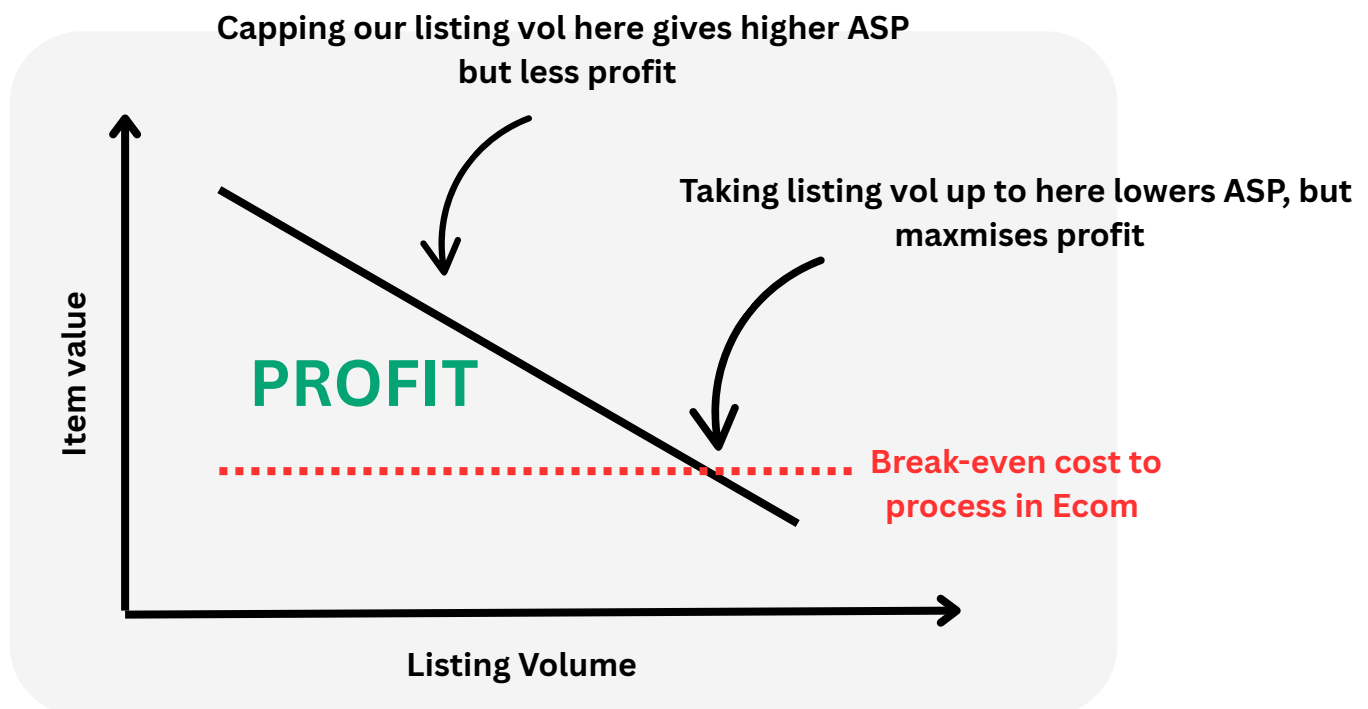 Capping our listing vol here gives higher ASP
but less profit
Taking listing vol up to here lowers ASP, but
maxmises profit
Item value
PROFIT
Break-even cost to
process in Ecom
Listing Volume